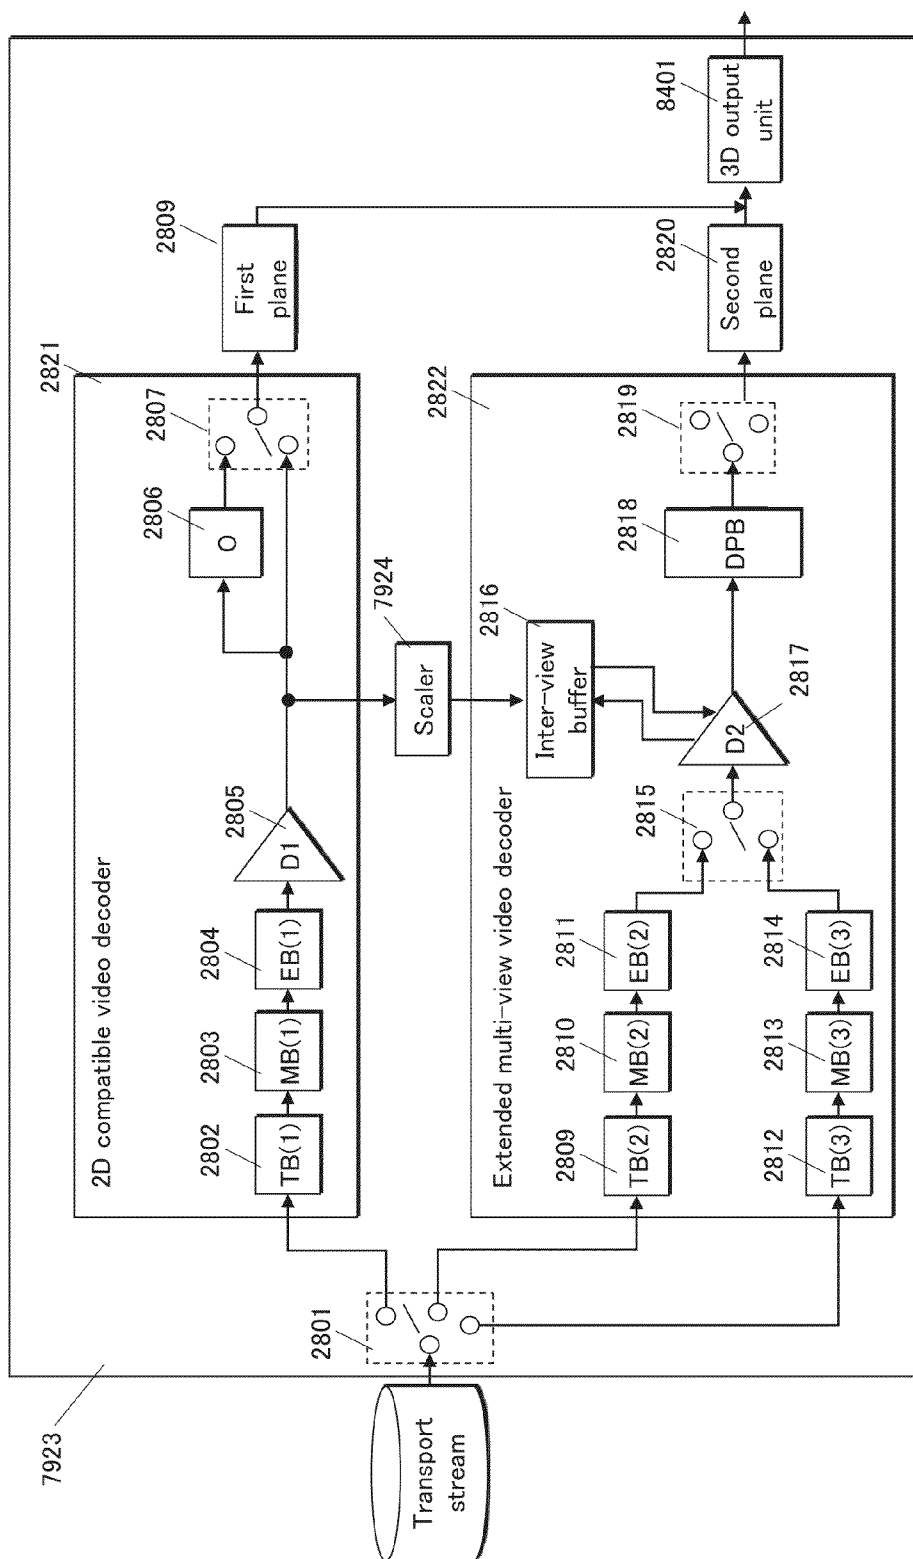 7923
Transport
stream
2801
2D compatible video decoder
2821
2802
TB(1)
2803
MB(1)
2804
EB(1)
2805
D1
2806
O
2807
2809
First
plane
7924
Scaler
Extended multi-view video decoder
2822
2809
TB(2)
2810
MB(2)
2811
EB(2)
2812
TB(3)
2813
MB(3)
2814
EB(3)
2815
2816
Inter-view
buffer
D2
2817
2818
DPB
2819
2820
Second
plane
8401
3D output
unit